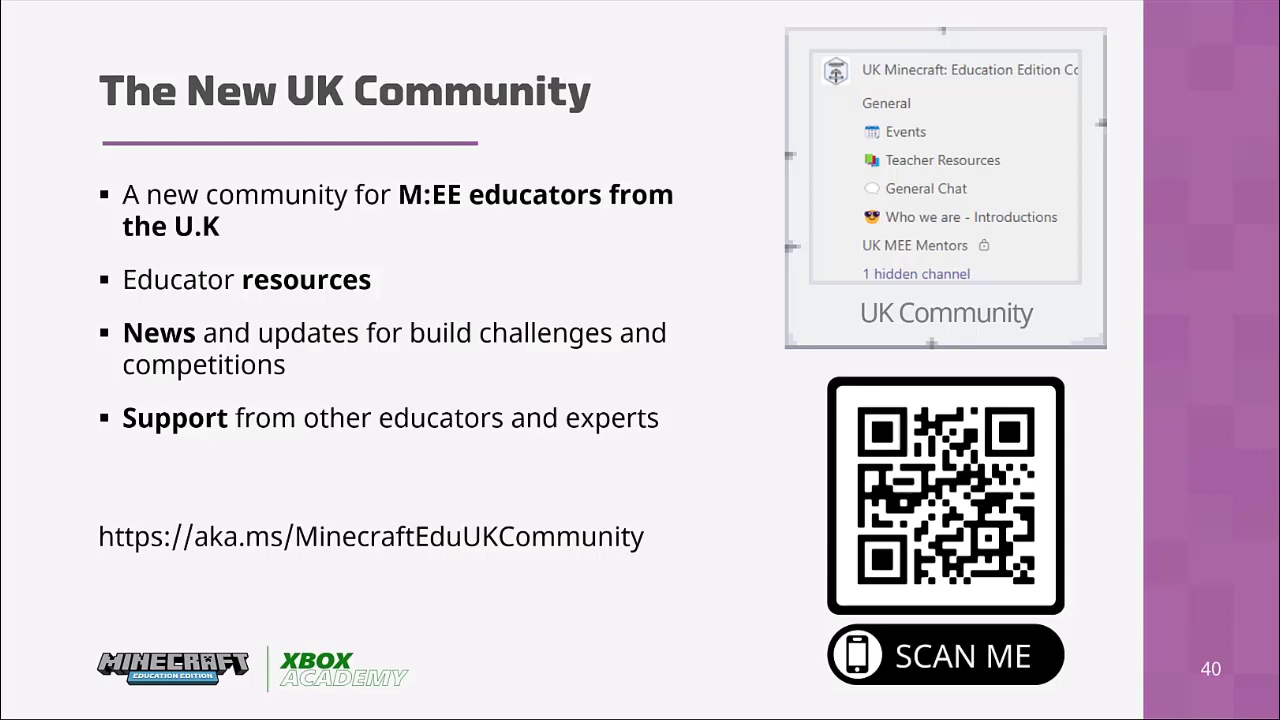 The New UK Community
▪ A new community for M:EE educators from
the U.K
▪ Educator resources
▪ News and updates for build challenges and
competitions
▪ Support from other educators and experts
https://aka.ms/MinecraftEduUKCommunity
MINECRAFT
EDUCATION EDITION
XBOX
ACADEMY
UK Minecraft: Education Edition Cc
General
Events
Teacher Resources
General Chat
Who we are - Introductions
UK MEE Mentors
1 hidden channel
UK Community
SCAN ME
40